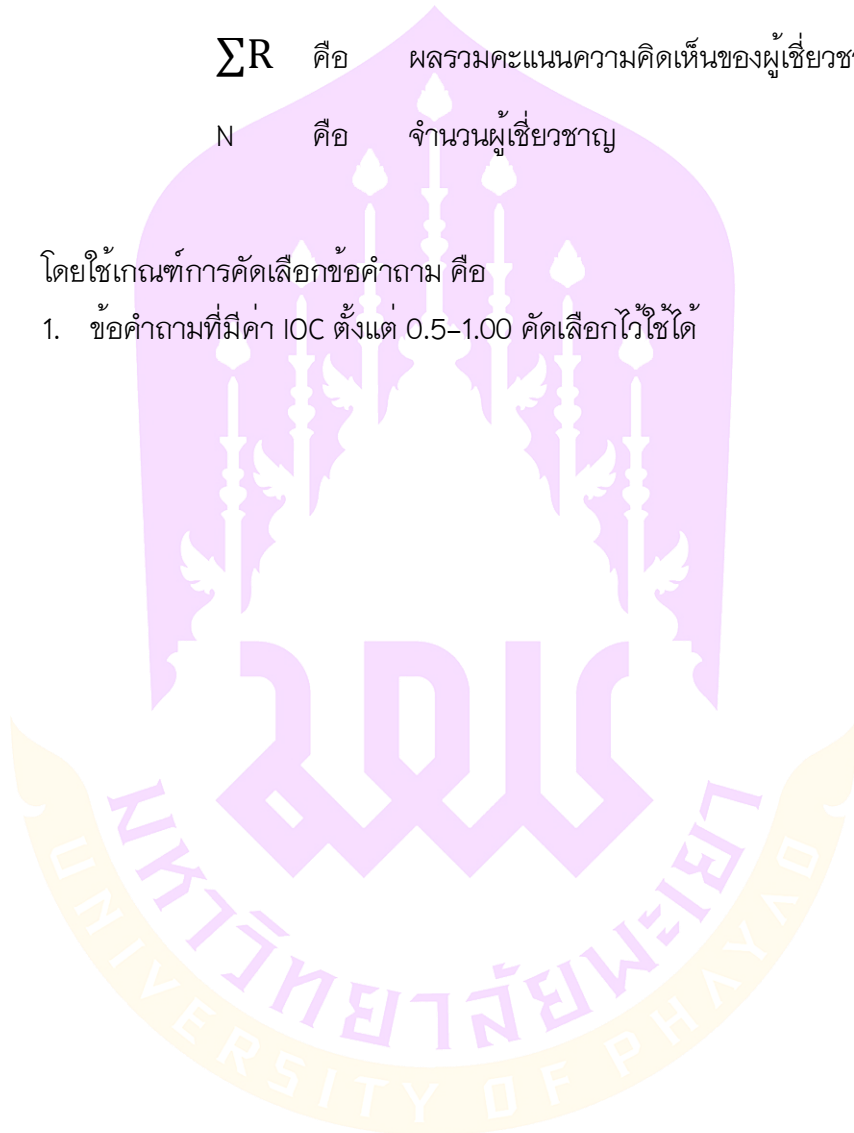 ∑R คือ ผลรวมคะแนนความคิดเห็นของผู้เชี่ยวชา
N คือ จำนวนผู้เชี่ยวชาญ
โดยใช้เกณฑ์การคัดเลือกข้อคำถาม คือ
1. ข้อคำถามที่มีค่า IOC ตั้งแต่ 0.5–1.00 คัดเลือกไว้ใช้ได้
มหาวิทยาลัยพะเยา
UNIVERSITY OF PHAYAO